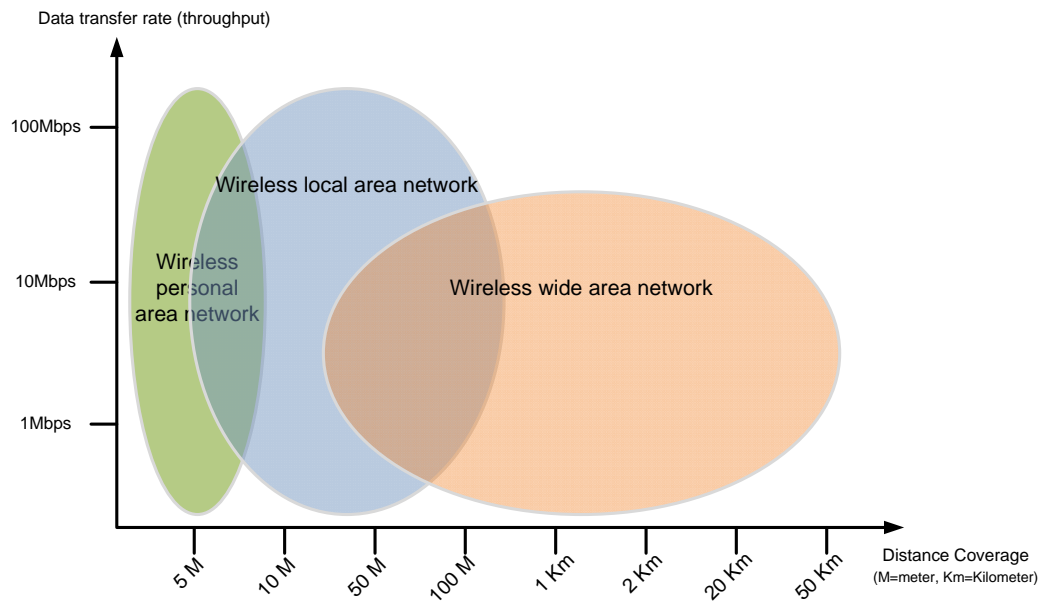 Data transfer rate (throughput)
100Mbps
Wireless local area network
Wireless
personal
area network
10Mbps
Wireless wide area network
1Mbps
5 M
10 M
50 M
100 M
1 Km
2 Km
20 Km
50 Km
Distance Coverage
(M=meter, Km=Kilometer)